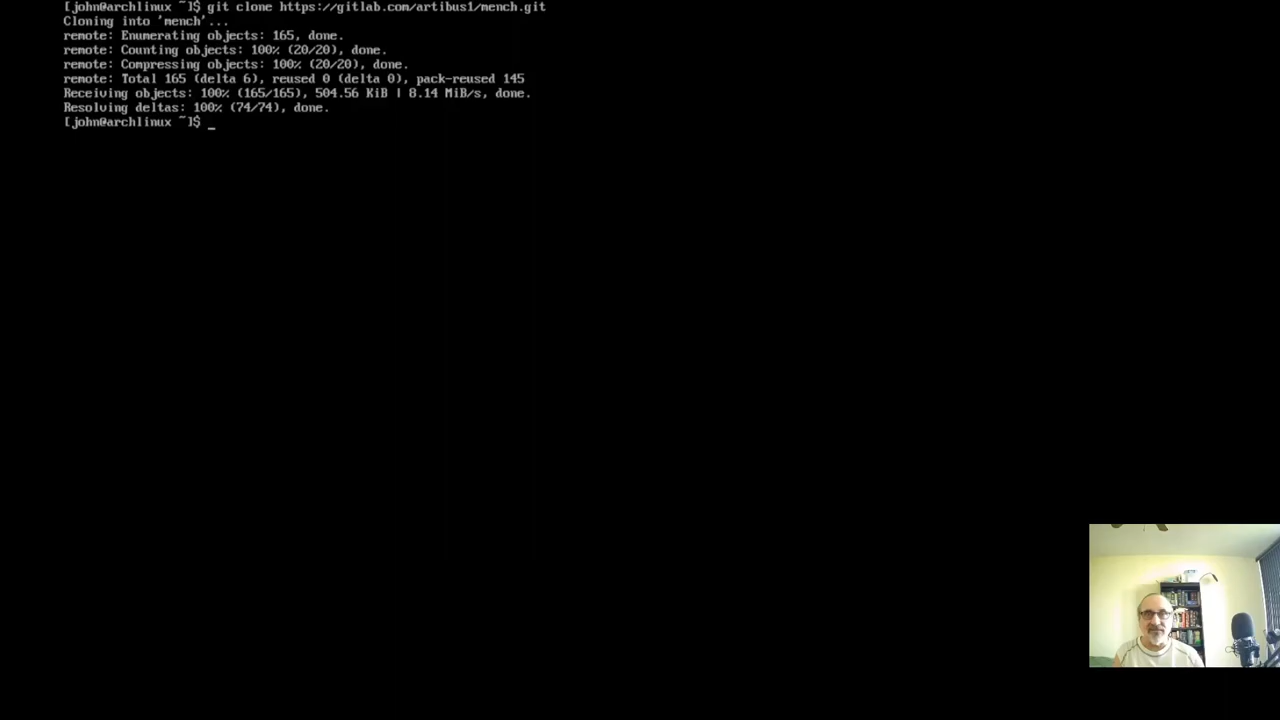 [john@archlinux ~]$ git clone https://gitlab.com/artibus1/mench.git
Cloning into 'mench'...
remote: Enumerating objects: 165, done.
remote: Counting objects: 100% (20/20), done.
remote: Compressing objects: 100% (20/20), done.
remote: Total 165 (delta 6), reused 0 (delta 0), pack-reused 145
Receiving objects: 100% (165/165), 504.56 KiB | 8.14 MiB/s, done.
Resolving deltas: 100% (74/74), done.
[john@archlinux ~]$ _